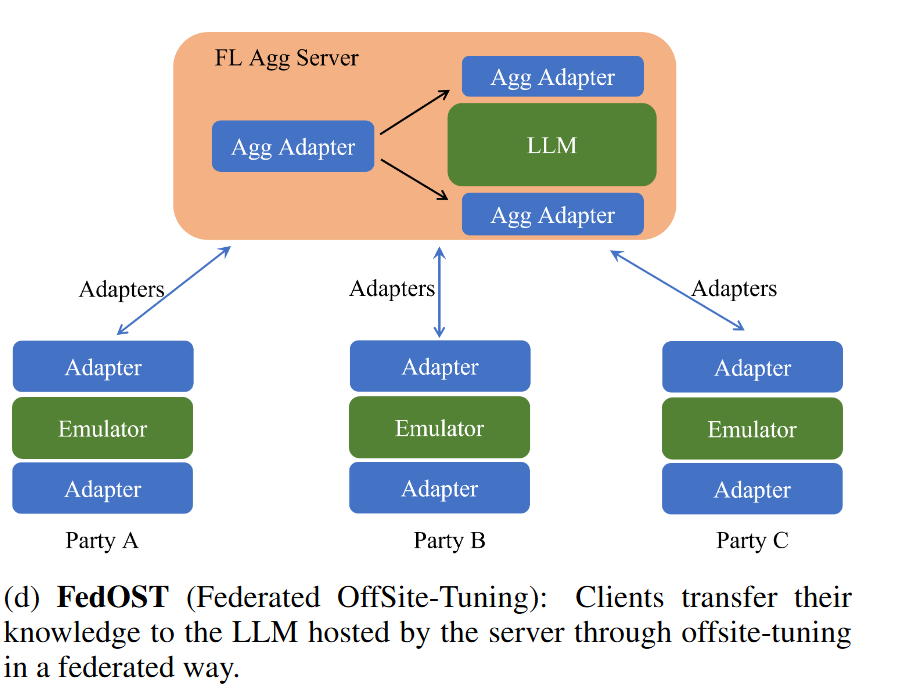 FL Agg Server
Agg Adapter
Agg Adapter
LLM
Agg Adapter
Adapters
Adapters
Adapters
Adapter
Emulator
Adapter
Party A
Adapter
Emulator
Adapter
Party B
Adapter
Emulator
Adapter
Party C
(d) FedOST (Federated OffSite-Tuning): Clients transfer their
knowledge to the LLM hosted by the server through offsite-tuning
in a federated way.